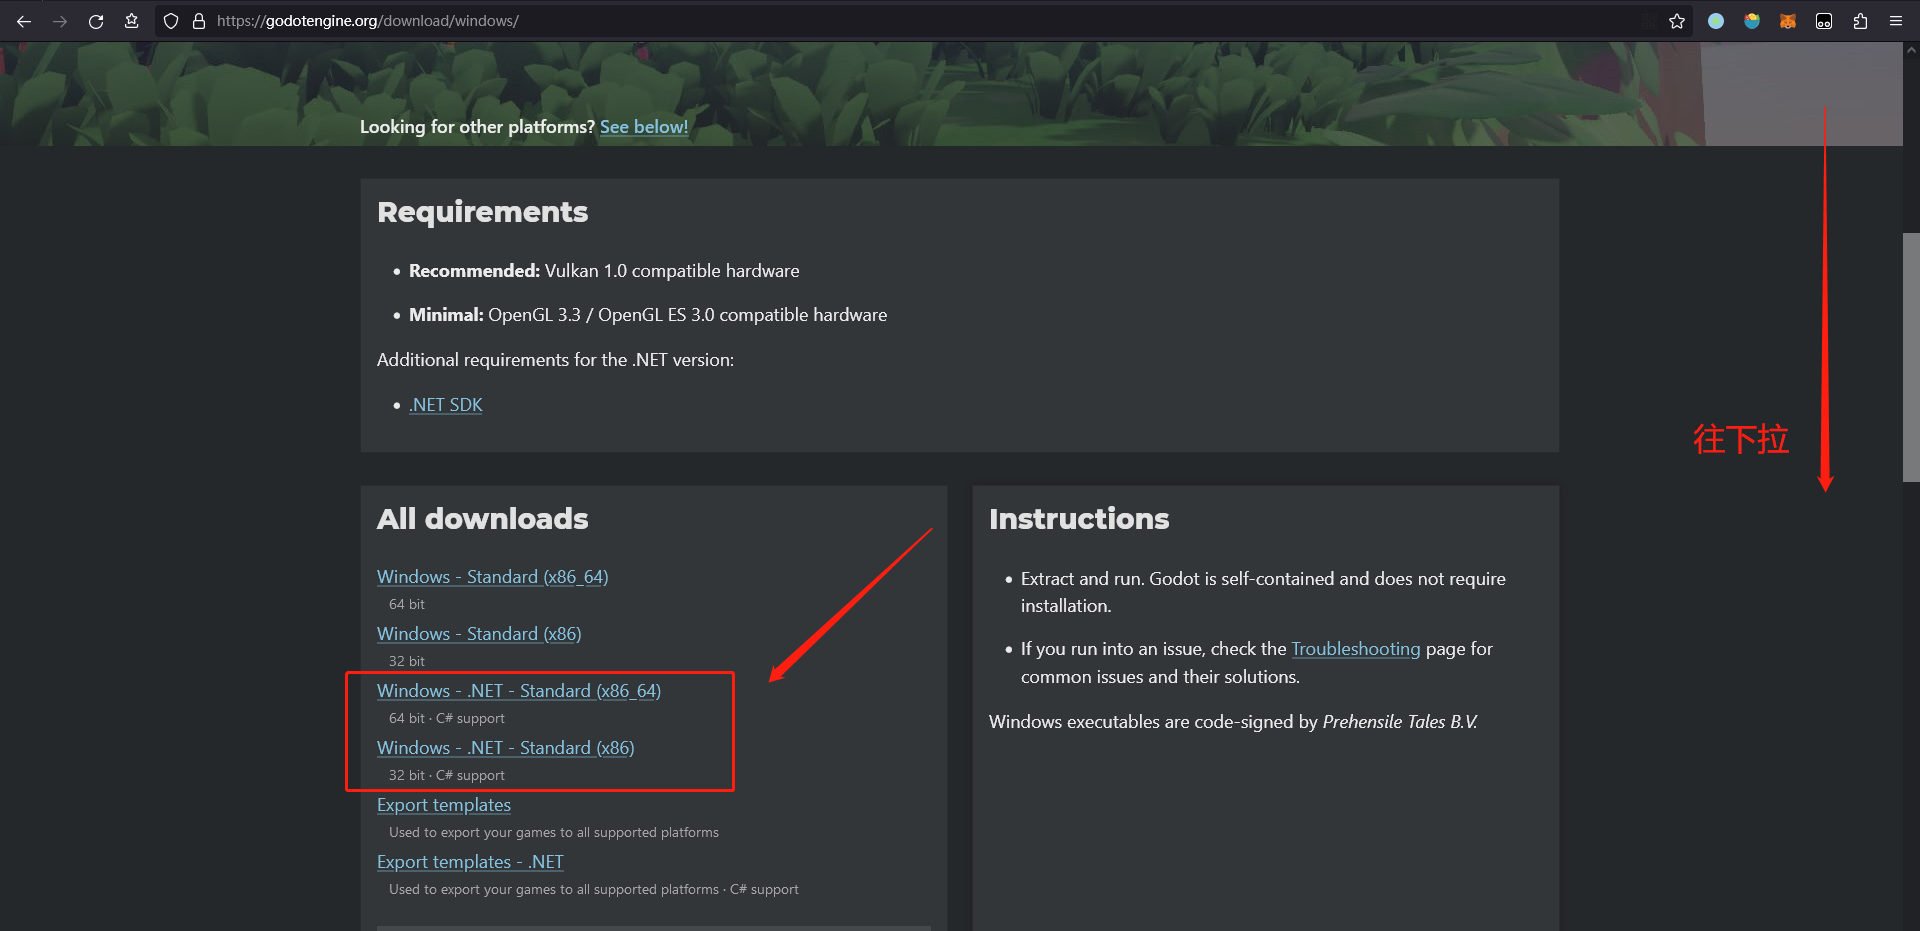 https://godotengine.org/download/windows/
Looking for other platforms? See below!
Requirements
• Recommended: Vulkan 1.0 compatible hardware
• Minimal: OpenGL 3.3 / OpenGL ES 3.0 compatible hardware
Additional requirements for the .NET version:
• .NET SDK
往下拉
All downloads
Windows - Standard (x86_64)
64 bit
Windows - Standard (x86)
32 bit
Windows - .NET - Standard (x86_64)
64 bit · C# support
Windows - .NET - Standard (x86)
32 bit · C# support
Export templates
Used to export your games to all supported platforms
Export templates - .NET
Used to export your games to all supported platforms · C# support
Instructions
• Extract and run. Godot is self-contained and does not require
installation.
• If you run into an issue, check the Troubleshooting page for
common issues and their solutions.
Windows executables are code-signed by Prehensile Tales B.V.